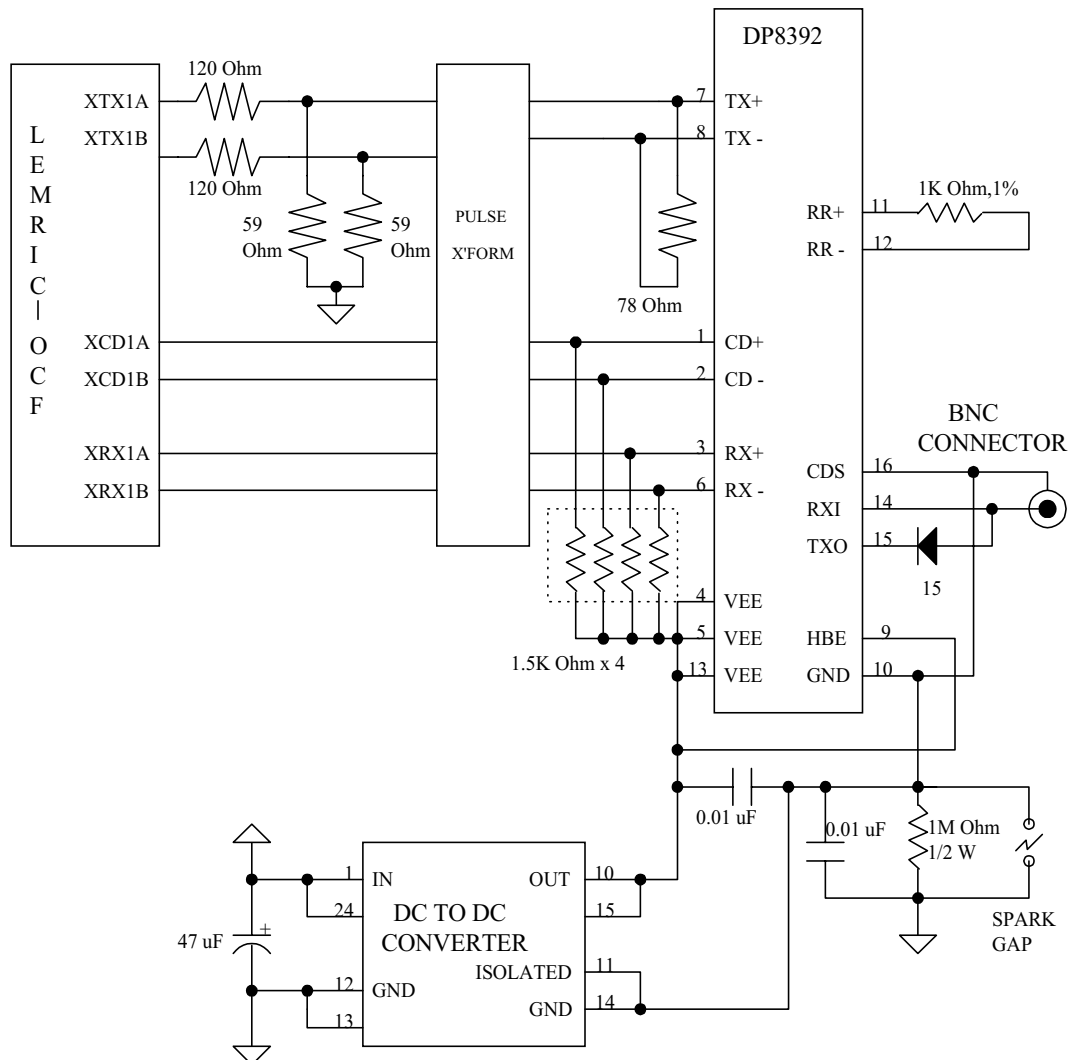 DP8392
120 Ohm
XTX1A
7
TX+
XTX1B
8
TX -
L
E
M
R
I
C
|
O
C
F
120 Ohm
59
Ohm
59
Ohm
PULSE
X'FORM
78 Ohm
1K Ohm,1%
RR+
11
RR -
12
XCD1A
1
CD+
XCD1B
2
CD -
XRX1A
3
RX+
XRX1B
6
RX -
BNC
CONNECTOR
CDS
16
RXI
14
TXO
15
15
4
VEE
5
VEE
HBE
9
13
VEE
GND
10
1.5K Ohm x 4
0.01 uF
0.01 uF
1M Ohm
1/2 W
SPARK
GAP
1
IN
OUT
10
24
15
DC TO DC
CONVERTER
47 uF
+
ISOLATED
11
12
GND
GND
14
13